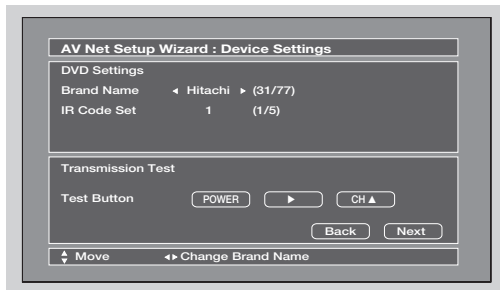 AV Net Setup Wizard : Device Settings
DVD Settings
Brand Name ◄ Hitachi ► (31/77)
IR Code Set 1 (1/5)
Transmission Test
Test Button POWER ► CH ▲
Back Next
▲▼ Move ◄► Change Brand Name